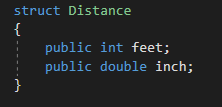 struct Distance
{
    public int feet;
    public double inch;
}